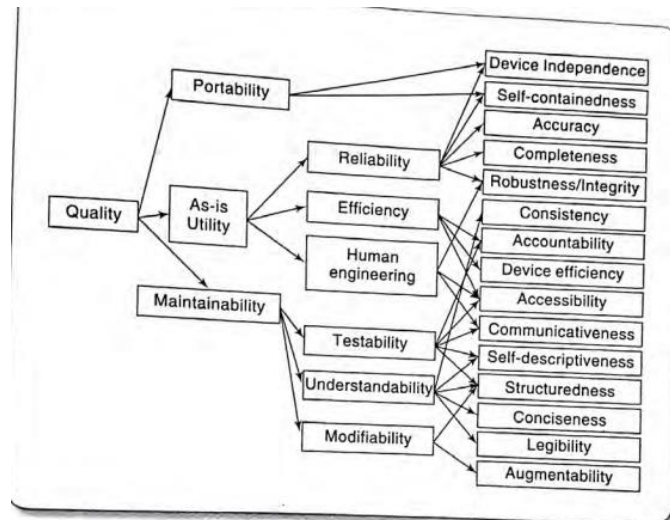 Quality
Portability
As-is
Utility
Maintainability
Reliability
Efficiency
Human
engineering
Testability
Understandability
Modifiability
Device Independence
Self-containedness
Accuracy
Completeness
Robustness/Integrity
Consistency
Accountability
Device efficiency
Accessibility
Communicativeness
Self-descriptiveness
Structuredness
Conciseness
Legibility
Augmentability